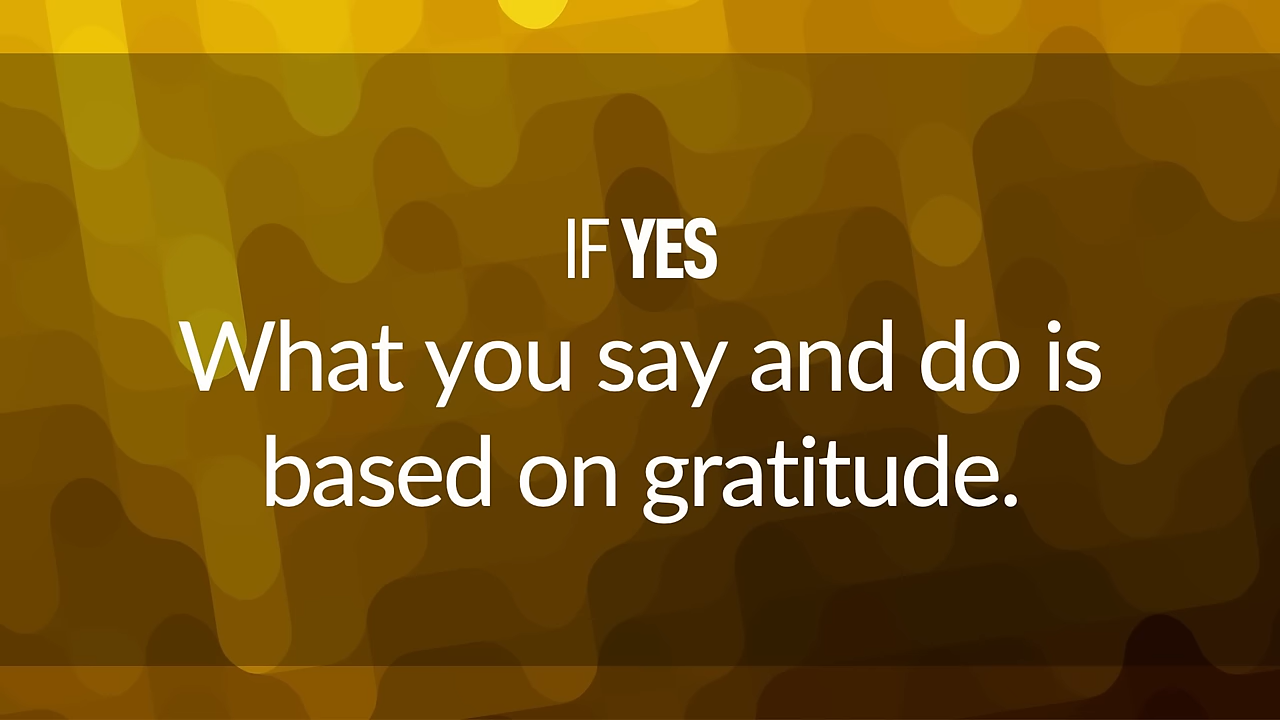 IF YES
What you say and do is
based on gratitude.